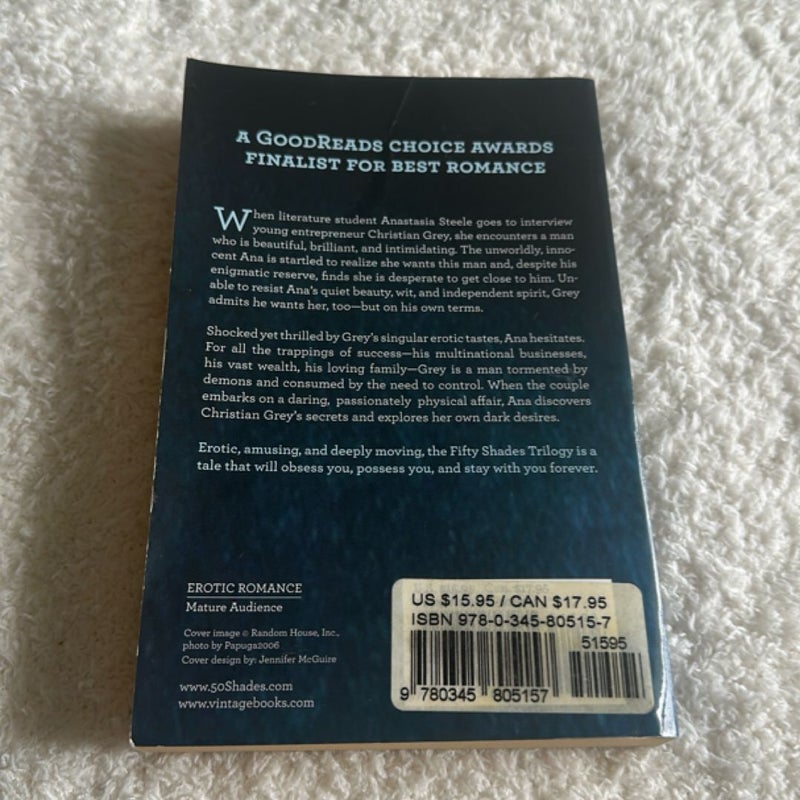 A GOODREADS CHOICE AWARDS
FINALIST FOR BEST ROMANCE
When literature student Anastasia Steele goes to interview
young entrepreneur Christian Grey, she encounters a man
who is beautiful, brilliant, and intimidating. The unworldly, inno-
cent Ana is startled to realize she wants this man and, despite his
enigmatic reserve, finds she is desperate to get close to him. Un-
able to resist Ana's quiet beauty, wit, and independent spirit, Grey
admits he wants her, too—but on his own terms.
Shocked yet thrilled by Grey's singular erotic tastes, Ana hesitates.
For all the trappings of success—his multinational businesses,
his vast wealth, his loving family—Grey is a man tormented by
demons and consumed by the need to control. When the couple
embarks on a daring, passionately physical affair, Ana discovers
Christian Grey's secrets and explores her own dark desires.
Erotic, amusing, and deeply moving, the Fifty Shades Trilogy is a
tale that will obsess you, possess you, and stay with you forever.
EROTIC ROMANCE
Mature Audience
Cover image © Random House, Inc.,
photo by Papuga2006
Cover design by: Jennifer McGuire
www.50Shades.com
www.vintagebooks.com
US $15.95 / CAN $17.95
ISBN 978-0-345-80515-7
51595
9 780345 805157